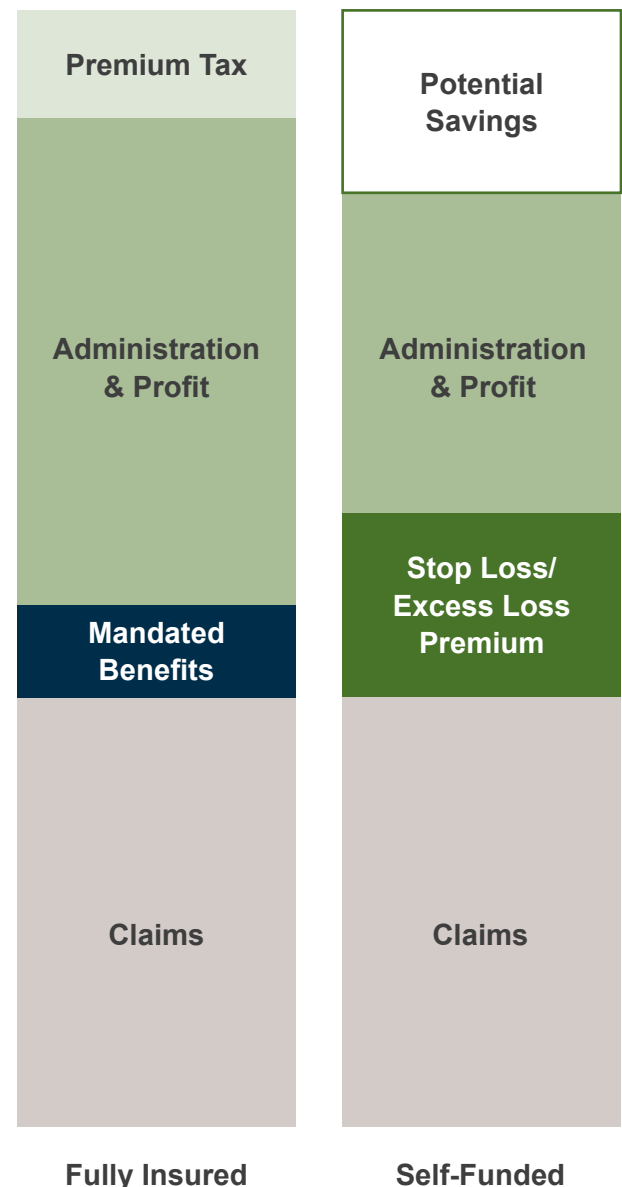 Premium Tax
Administration
& Profit
Mandated
Benefits
Claims
Fully Insured
Potential
Savings
Administration
& Profit
Stop Loss/
Excess Loss
Premium
Claims
Self-Funded